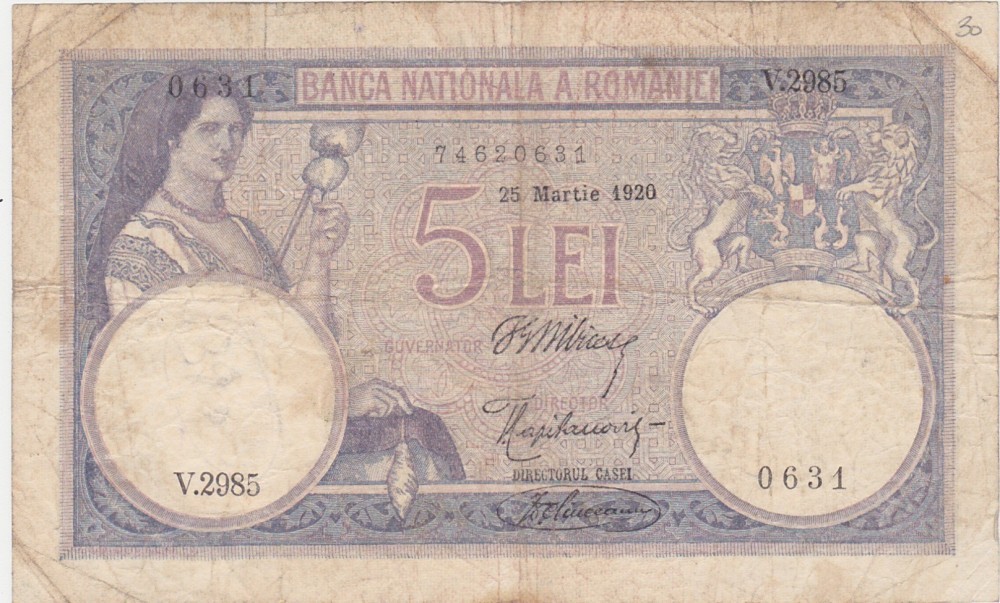 30
0631 BANCA NATIONALA A ROMANIEI V.2985
74620631
25 Martie 1920
5 LEI
GUVERNATOR
DIRECTOR
DIRECTORUL CASEI
V.2985 0631